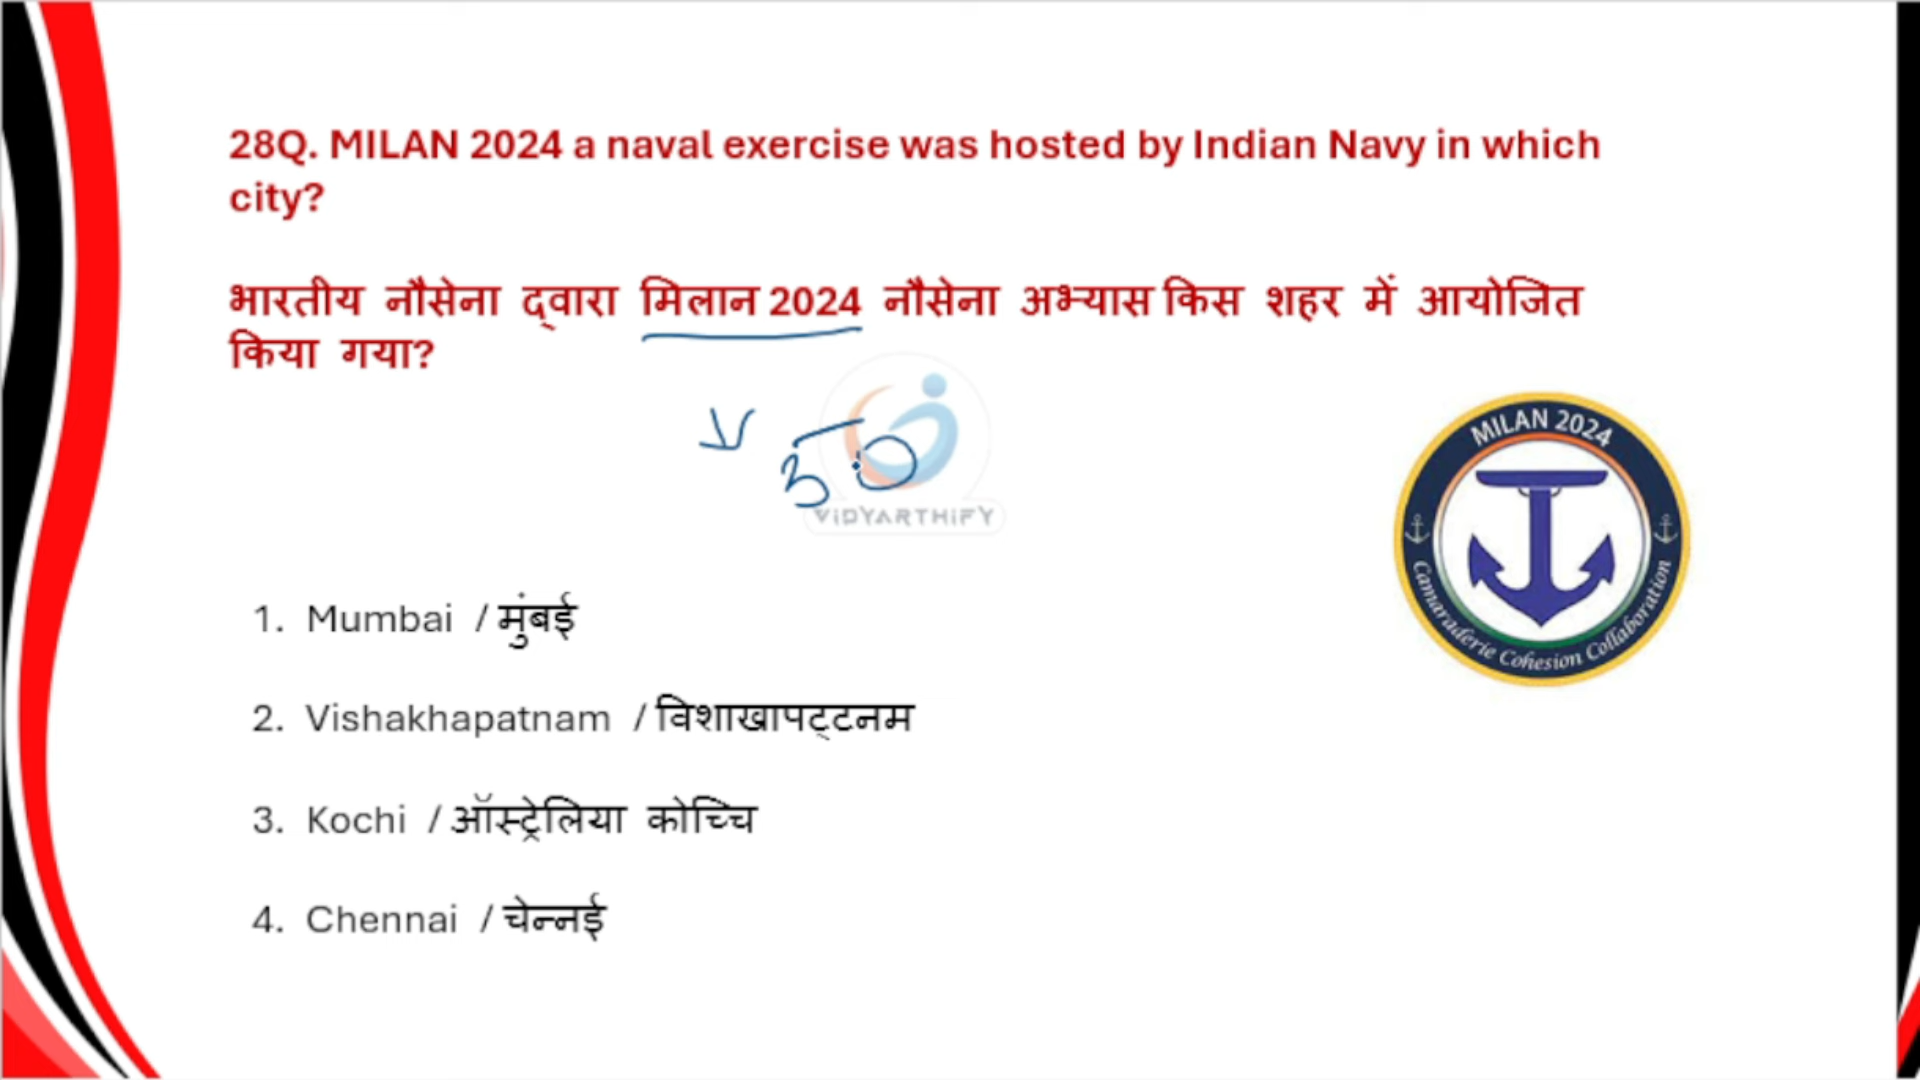 28Q. MILAN 2024 a naval exercise was hosted by Indian Navy in which
city?
भारतीय नौसेना द्वारा मिलान 2024 नौसेना अभ्यास किस शहर में आयोजित
किया गया?
50
VIDYARTHIFY
MILAN 2024
Camaraderie Cohesion Collaboration
1. Mumbai / मुंबई
2. Vishakhapatnam / विशाखापट्टनम
3. Kochi / ऑस्ट्रेलिया कोच्चि
4. Chennai / चेन्नई